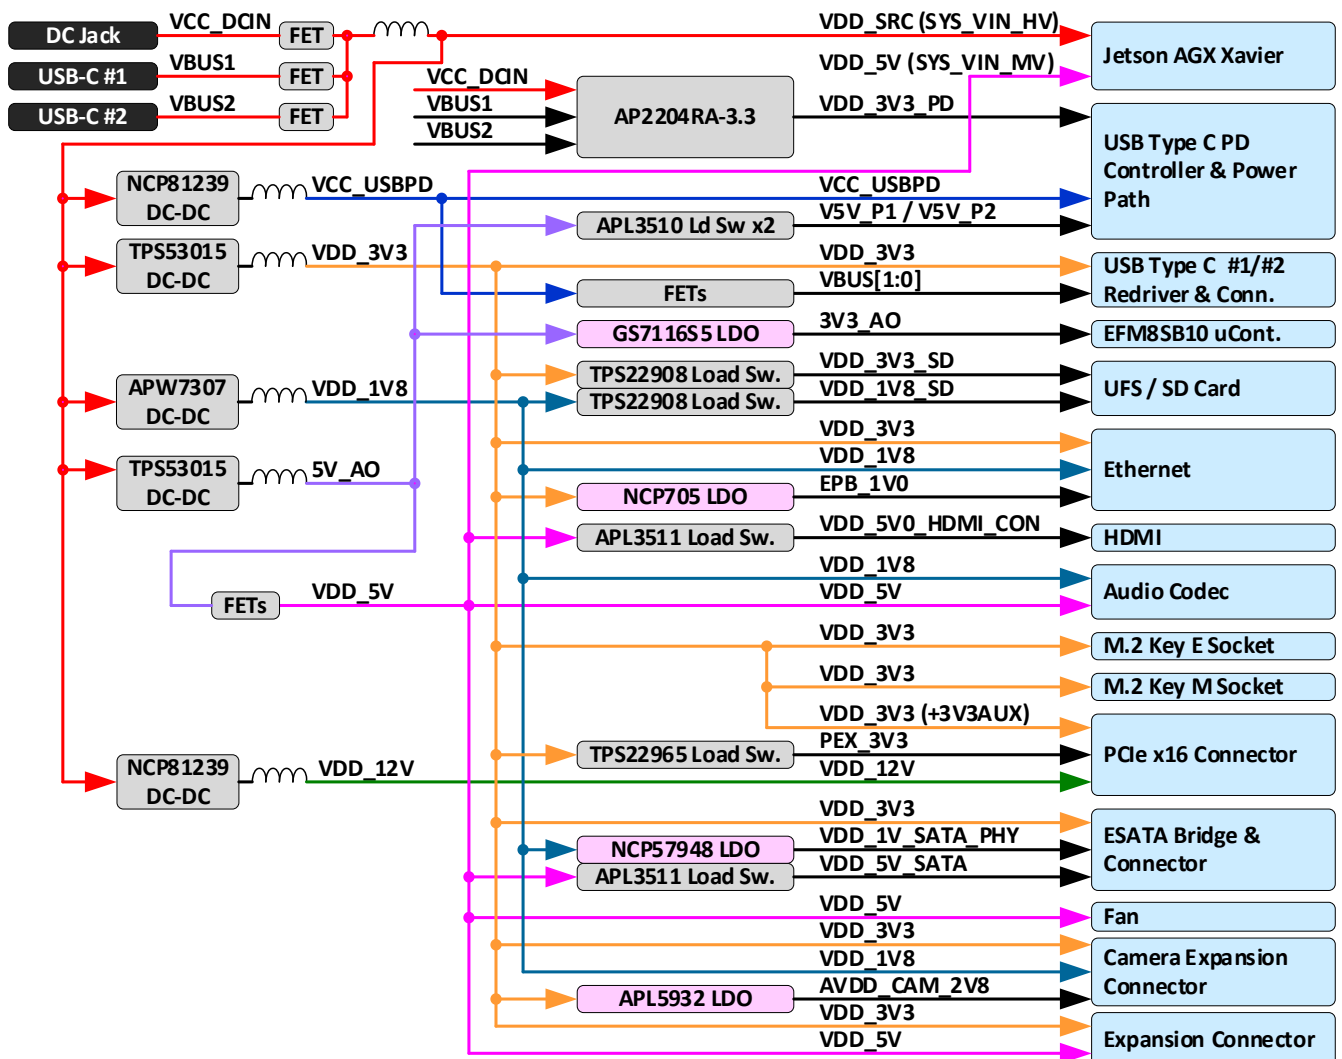 DC Jack
VCC_DCIN
FET
VDD_SRC (SYS_VIN_HV)
Jetson AGX Xavier
USB-C #1
VBUS1
FET
VDD_5V (SYS_VIN_MV)
USB-C #2
VBUS2
FET
VCC_DCIN
VBUS1
VBUS2
AP2204RA-3.3
VDD_3V3_PD
USB Type C PD
Controller & Power
Path
NCP81239
DC-DC
VCC_USBPD
VCC_USBPD
APL3510 Ld Sw x2
V5V_P1 / V5V_P2
TPS53015
DC-DC
VDD_3V3
VDD_3V3
USB Type C #1/#2
Redriver & Conn.
FETs
VBUS[1:0]
GS7116S5 LDO
3V3_AO
EFM8SB10 uCont.
TPS22908 Load Sw.
VDD_3V3_SD
UFS / SD Card
APW7307
DC-DC
VDD_1V8
TPS22908 Load Sw.
VDD_1V8_SD
VDD_3V3
Ethernet
TPS53015
DC-DC
5V_AO
VDD_1V8
NCP705 LDO
EPB_1V0
APL3511 Load Sw.
VDD_5V0_HDMI_CON
HDMI
VDD_1V8
Audio Codec
FETs
VDD_5V
VDD_5V
VDD_3V3
M.2 Key E Socket
VDD_3V3
M.2 Key M Socket
VDD_3V3 (+3V3AUX)
PCIe x16 Connector
TPS22965 Load Sw.
PEX_3V3
NCP81239
DC-DC
VDD_12V
VDD_12V
VDD_3V3
ESATA Bridge &
Connector
NCP57948 LDO
VDD_1V_SATA_PHY
APL3511 Load Sw.
VDD_5V_SATA
VDD_5V
Fan
VDD_3V3
Camera Expansion
Connector
VDD_1V8
APL5932 LDO
AVDD_CAM_2V8
VDD_3V3
Expansion Connector
VDD_5V